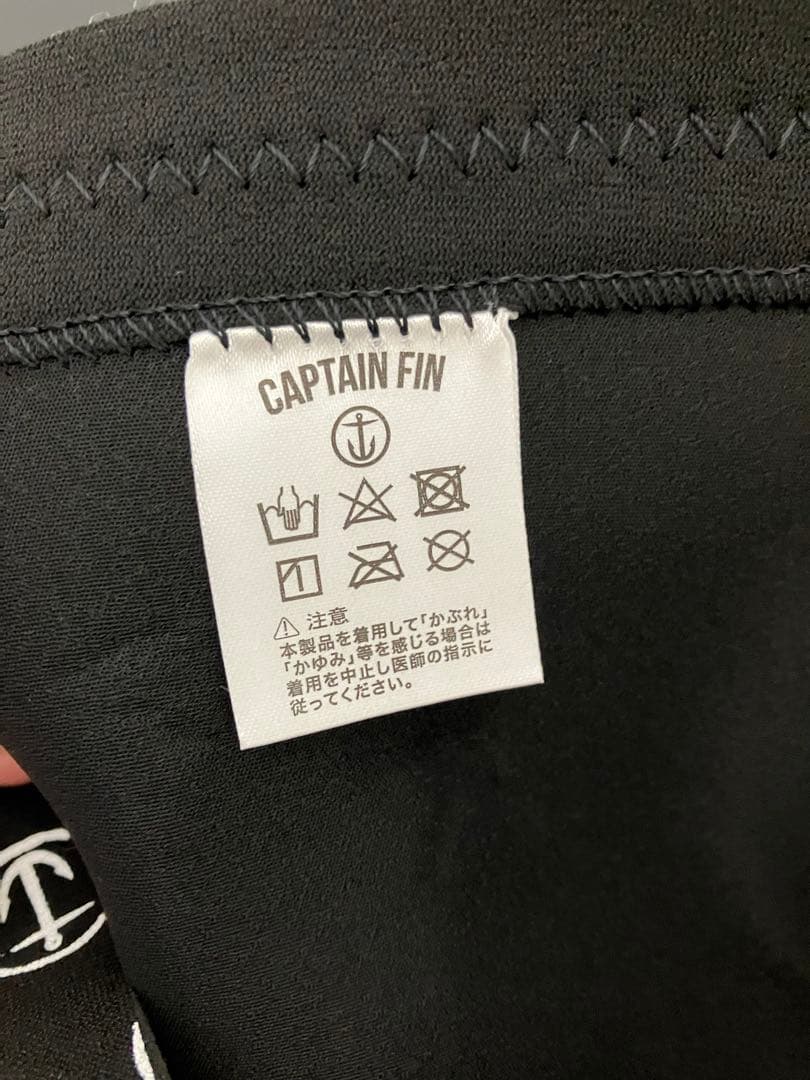 CAPTAIN FIN
注意
本製品を着用して「かぶれ」
「かゆみ」等を感じる場合は
着用を中止し医師の指示に
従ってください。